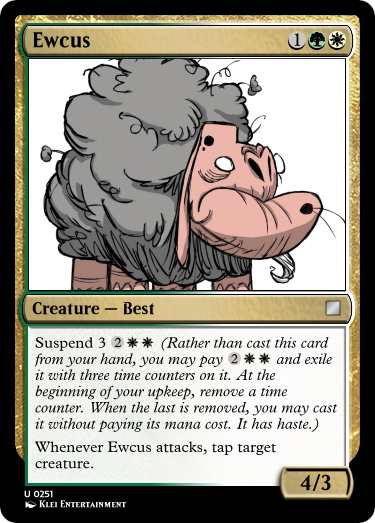 Ewcus 1
Creature — Best
Suspend 3 2 (Rather than cast this card
from your hand, you may pay 2 and exile
it with three time counters on it. At the
beginning of your upkeep, remove a time
counter. When the last is removed, you may cast
it without paying its mana cost. It has haste.)
Whenever Ewcus attacks, tap target
creature.
4/3
U 0251
Klei Entertainment